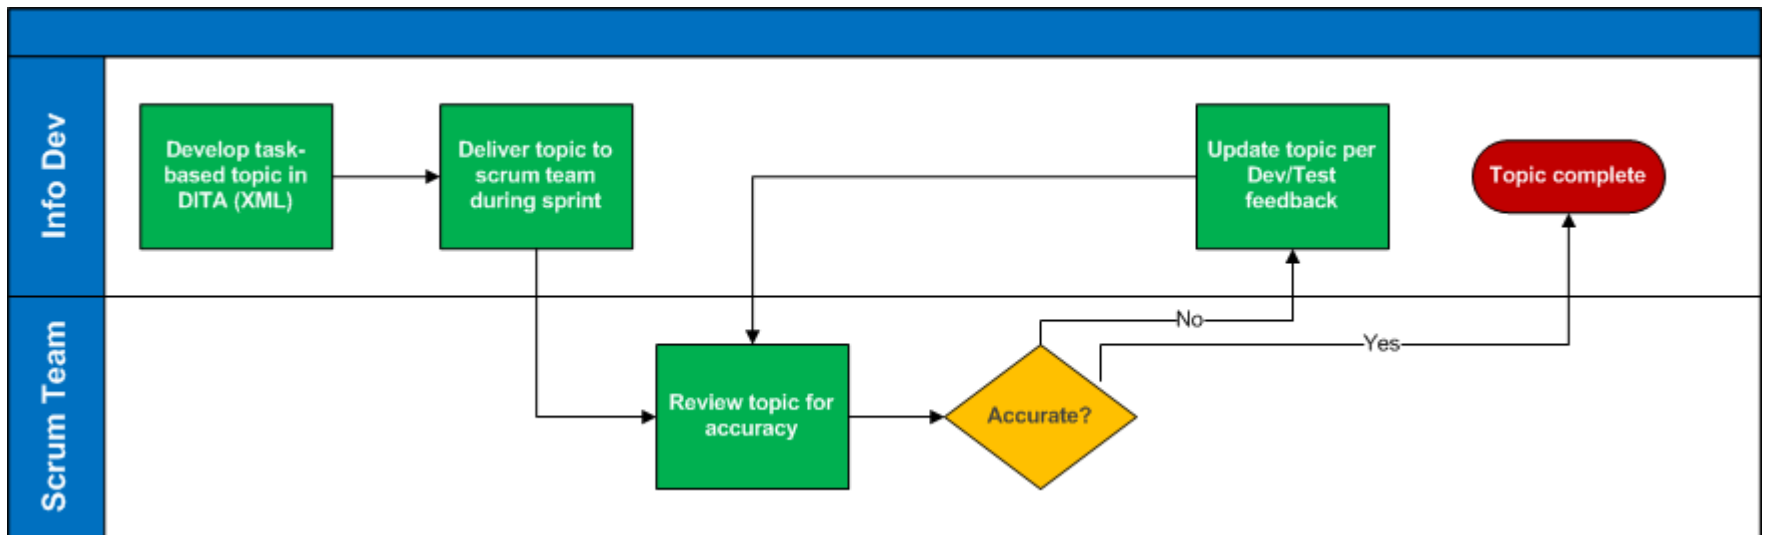 Info Dev
Develop task-
based topic in
DITA (XML)
Deliver topic to
scrum team
during sprint
Update topic per
Dev/Test
feedback
Topic complete
Scrum Team
Review topic for
accuracy
Accurate?
No
Yes